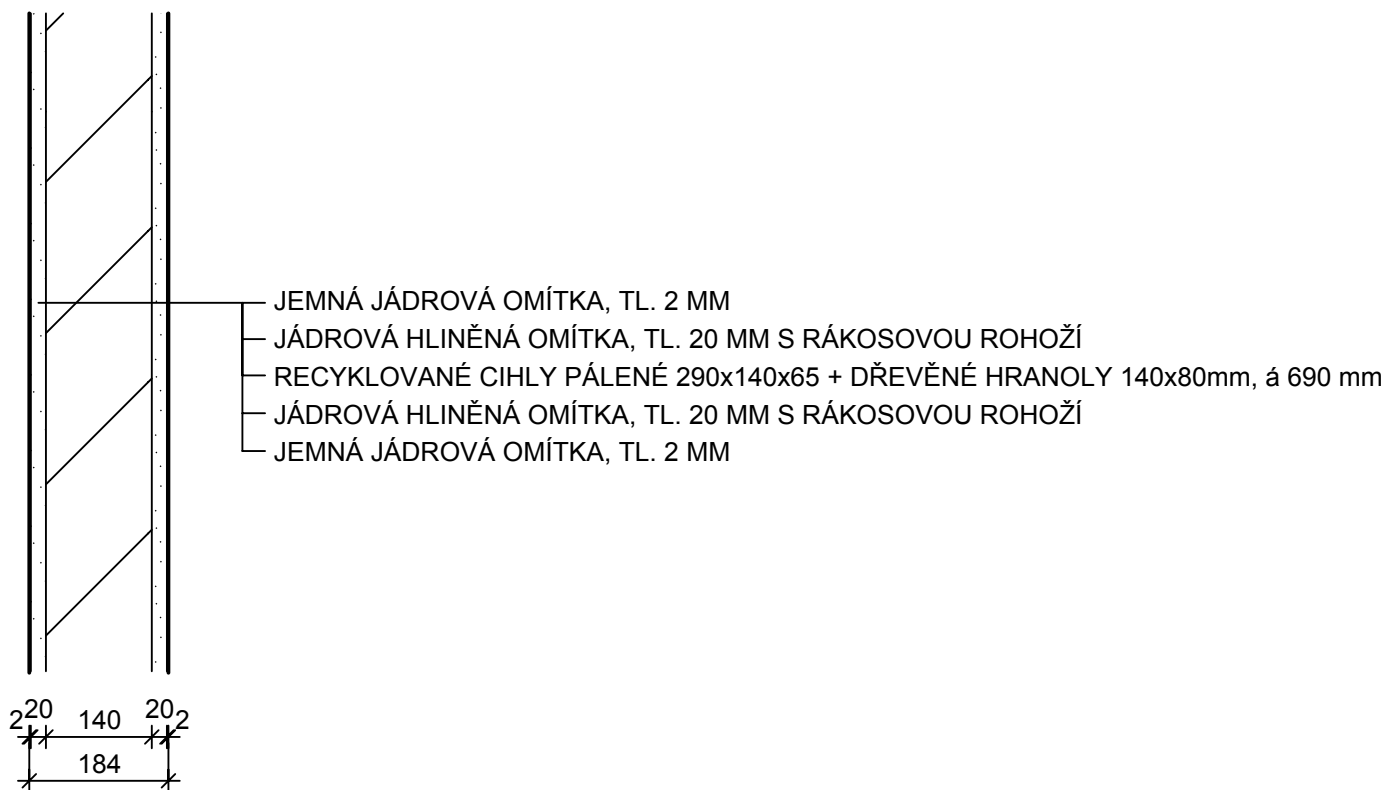 JEMNÁ JÁDROVÁ OMÍTKA, TL. 2 MM
JÁDROVÁ HLINĚNÁ OMÍTKA, TL. 20 MM S RÁKOSOVOU ROHOŽÍ
RECYKLOVANÉ CIHLY PÁLENÉ 290x140x65 + DŘEVĚNÉ HRANOLY 140x80mm, á 690 mm
JÁDROVÁ HLINĚNÁ OMÍTKA, TL. 20 MM S RÁKOSOVOU ROHOŽÍ
JEMNÁ JÁDROVÁ OMÍTKA, TL. 2 MM
2 20 140 20 2
184